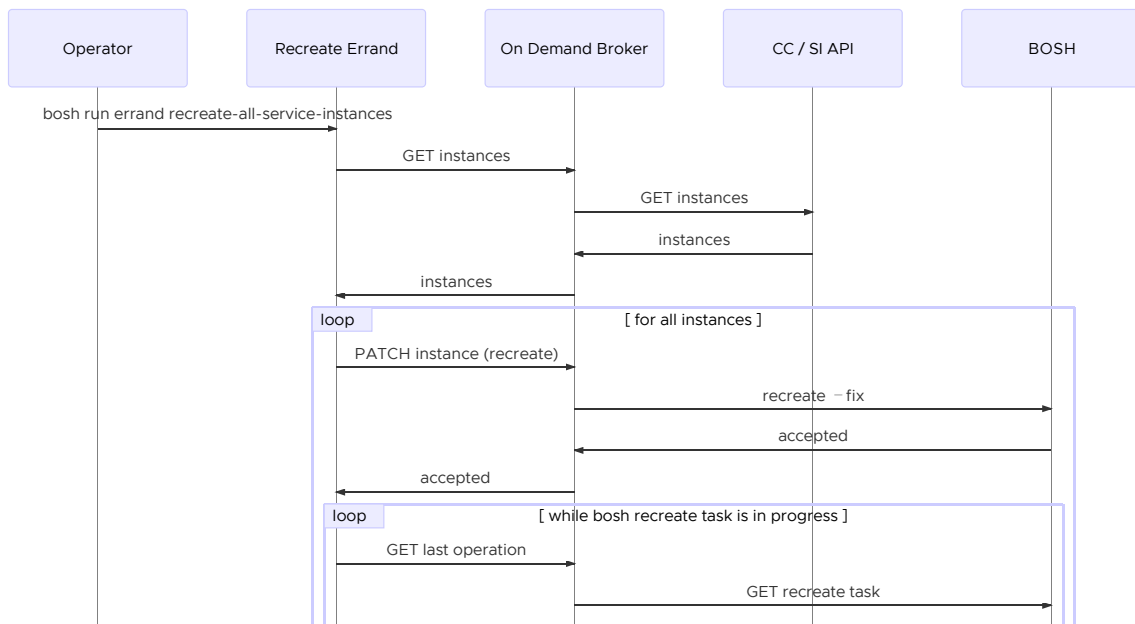 Operator
Recreate Errand
On Demand Broker
CC / SI API
BOSH
bosh run errand recreate-all-service-instances
GET instances
GET instances
instances
instances
loop
[ for all instances ]
PATCH instance (recreate)
recreate –fix
accepted
accepted
loop
[ while bosh recreate task is in progress ]
GET last operation
GET recreate task